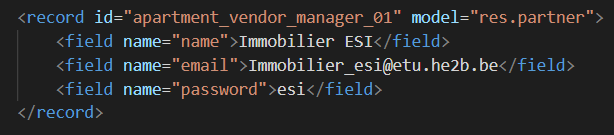 <record id="apartment_vendor_manager_01" model="res.partner">
    <field name="name">Immobilier ESI</field>
    <field name="email">Immobilier_esi@etu.he2b.be</field>
    <field name="password">esi</field>
</record>